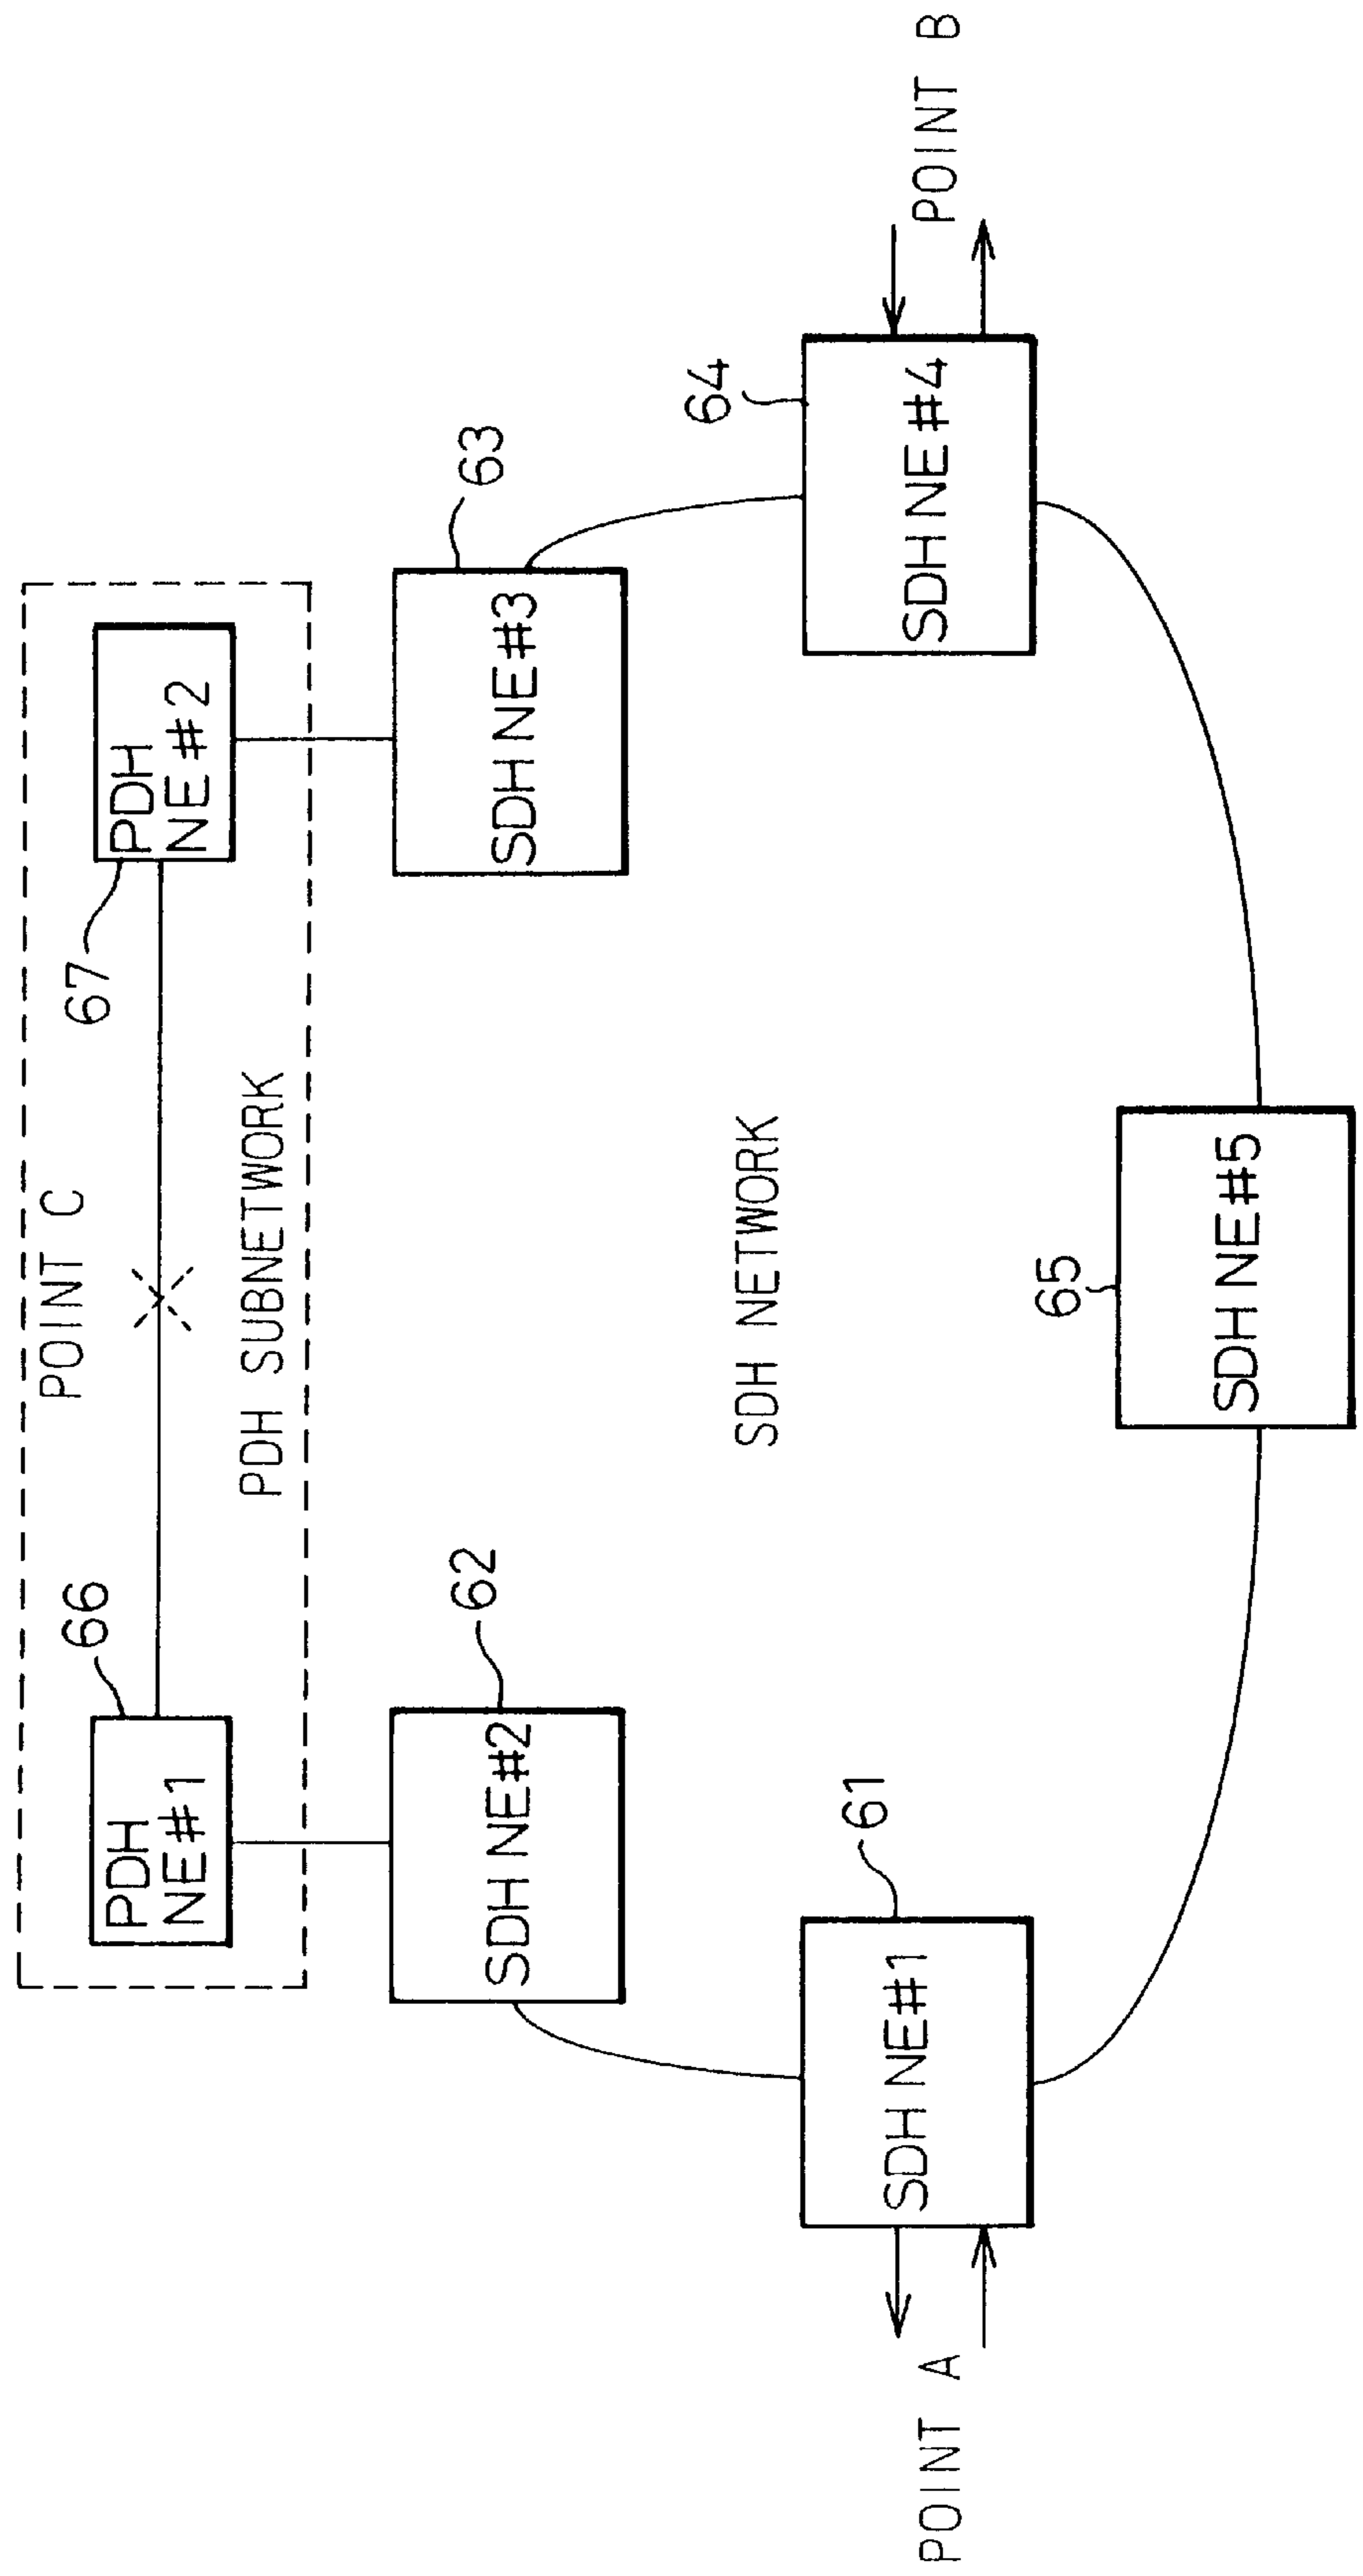 POINT C
66
67
PDH
NE#1
PDH
NE#2
PDH SUBNETWORK
62
63
SDH NE#2
SDH NE#3
SDH NETWORK
61
64
SDH NE#1
SDH NE#4
POINT A
POINT B
65
SDH NE#5